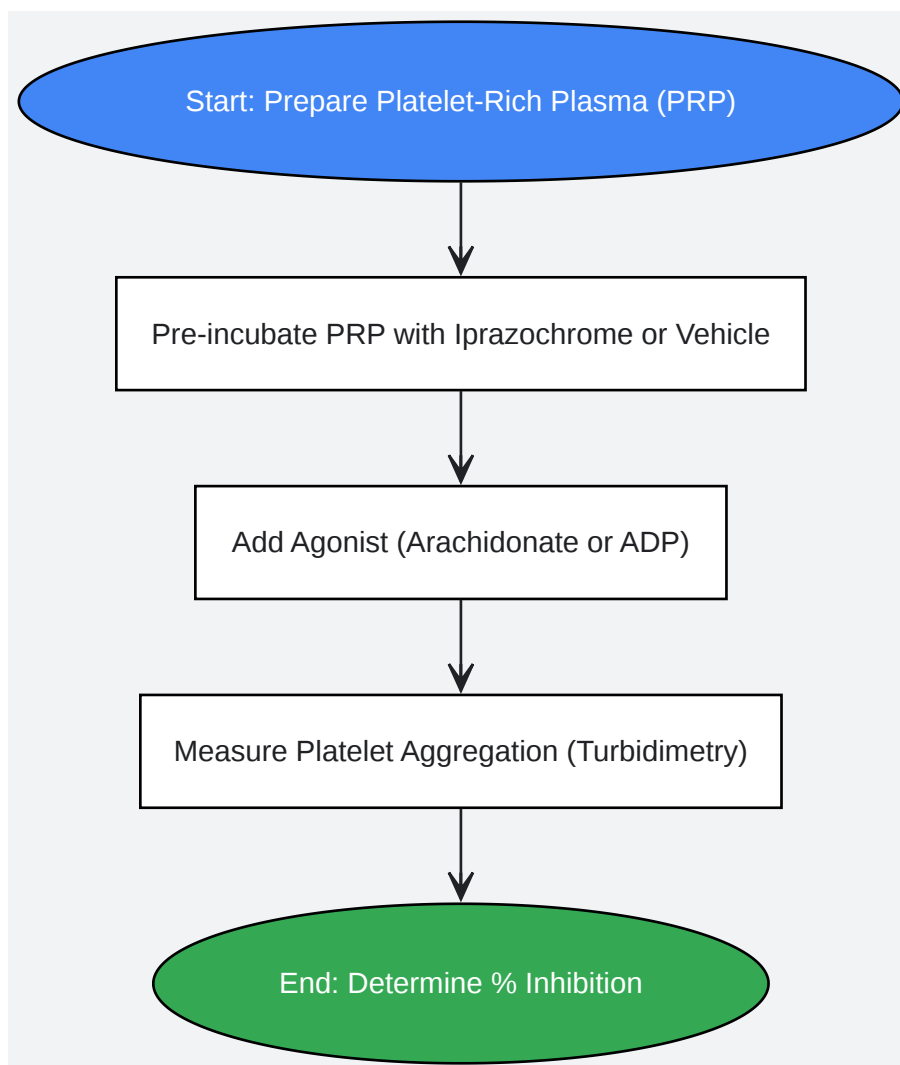 Start: Prepare Platelet-Rich Plasma (PRP)
Pre-incubate PRP with Iprazochrome or Vehicle
Add Agonist (Arachidonate or ADP)
Measure Platelet Aggregation (Turbidimetry)
End: Determine % Inhibition